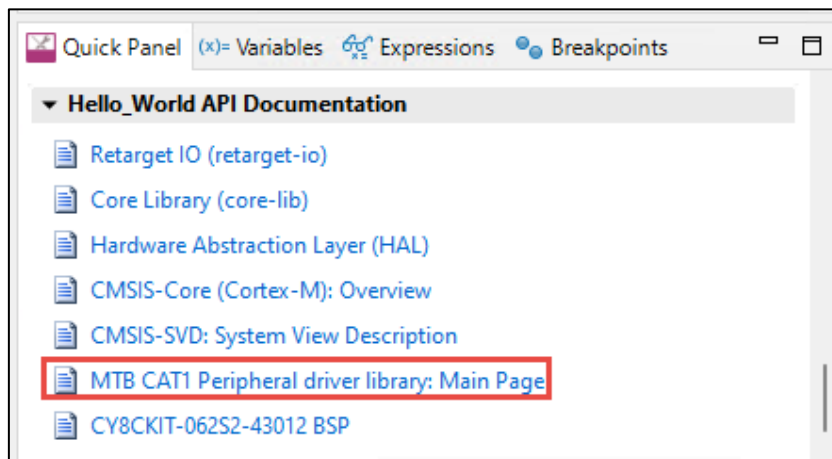 Quick Panel (x)= Variables Expressions Breakpoints
Hello_World API Documentation
Retarget IO (retarget-io)
Core Library (core-lib)
Hardware Abstraction Layer (HAL)
CMSIS-Core (Cortex-M): Overview
CMSIS-SVD: System View Description
MTB CAT1 Peripheral driver library: Main Page
CY8CKIT-062S2-43012 BSP